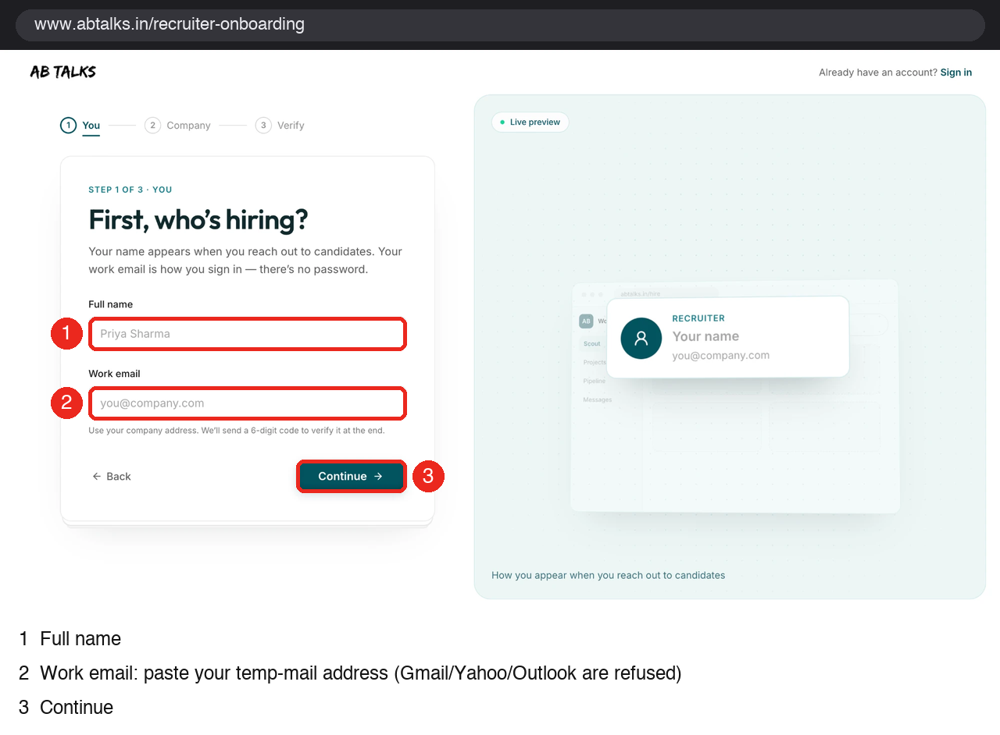 www.abtalks.in/recruiter-onboarding
AB TALKS
Already have an account? Sign in
1 You
2 Company
3 Verify
Live preview
STEP 1 OF 3 · YOU
First, who’s hiring?
Your name appears when you reach out to candidates. Your
work email is how you sign in — there’s no password.
Full name
1
Priya Sharma
Work email
2
you@company.com
Use your company address. We’ll send a 6-digit code to verify it at the end.
← Back
Continue →
3
abtalks.in/hire
AB
Scout
Projects
Pipeline
Messages
RECRUITER
Your name
you@company.com
How you appear when you reach out to candidates
1 Full name
2 Work email: paste your temp-mail address (Gmail/Yahoo/Outlook are refused)
3 Continue